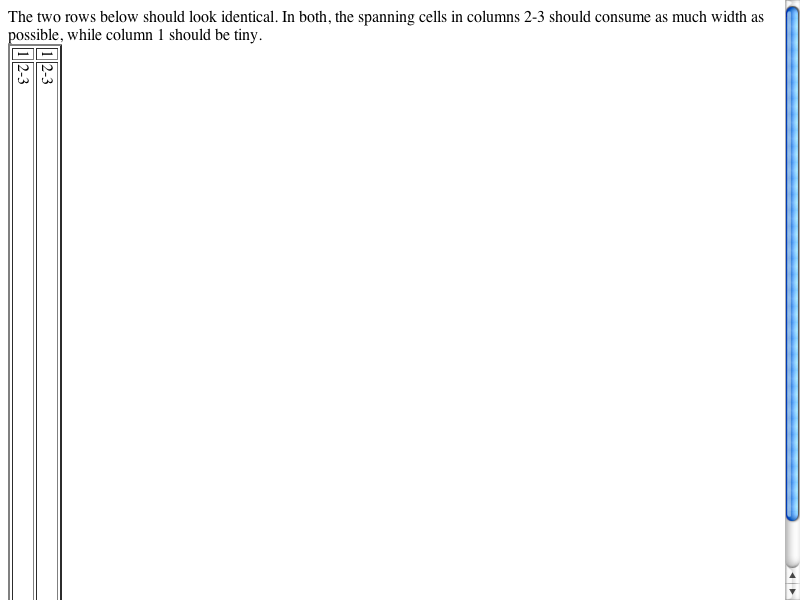 The two rows below should look identical. In both, the spanning cells in columns 2-3 should consume as much width as
possible, while column 1 should be tiny.
1 2-3
1 2-3